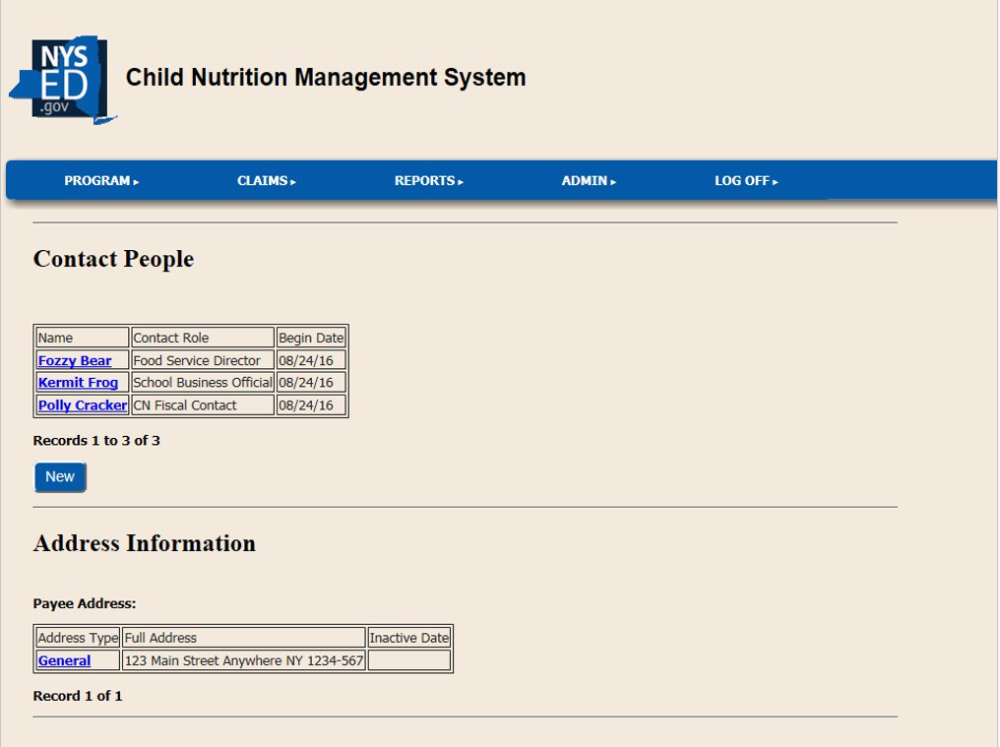 NYS
ED
.gov
Child Nutrition Management System
PROGRAM ▸ CLAIMS ▸ REPORTS ▸ ADMIN ▸ LOG OFF ▸
Contact People
Name Contact Role Begin Date
Fozzy Bear Food Service Director 08/24/16
Kermit Frog School Business Official 08/24/16
Polly Cracker CN Fiscal Contact 08/24/16
Records 1 to 3 of 3
New
Address Information
Payee Address:
Address Type Full Address Inactive Date
General 123 Main Street Anywhere NY 1234-567
Record 1 of 1